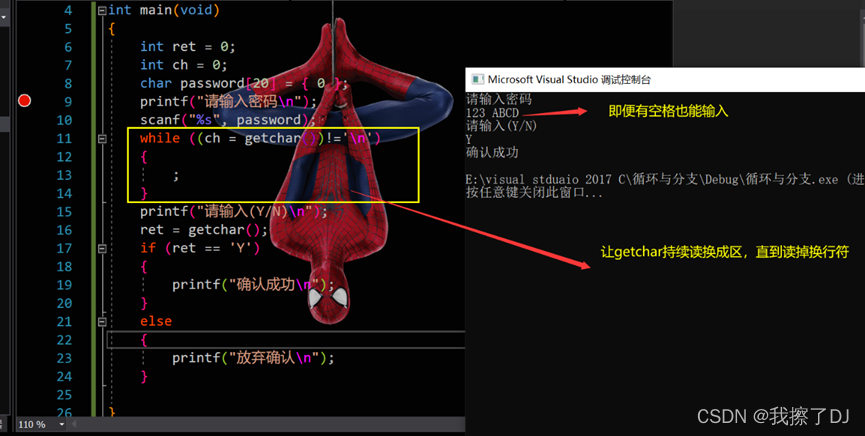 4 int main(void)
5 {
6 int ret = 0;
7 int ch = 0;
8 char password[20] = { 0 };
9 printf("请输入密码\n");
10 scanf("%s", password);
11 while ((ch = getchar())!='\n')
12 {
13 ;
14 }
15 printf("请输入(Y/N)\n");
16 ret = getchar();
17 if (ret == 'Y')
18 {
19 printf("确认成功\n");
20 }
21 else
22 {
23 printf("放弃确认\n");
24 }
25
26 }
110 %
Microsoft Visual Studio 调试控制台
请输入密码
123 ABCD
即便有空格也能输入
请输入(Y/N)
Y
确认成功
E:\visual stduaio 2017 C\循环与分支\Debug\循环与分支.exe (进
按任意键关闭此窗口...
让getchar持续读换成区，直到读掉换行符
CSDN @我擦了DJ